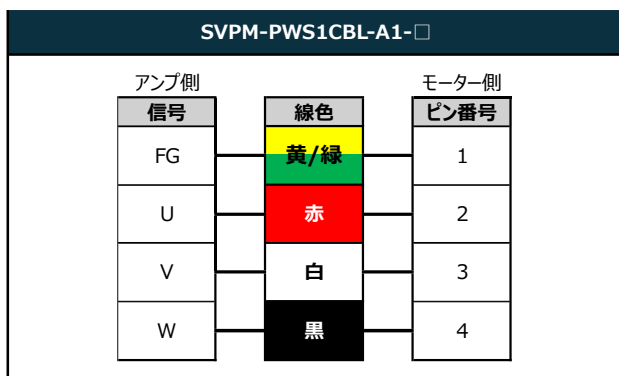 SVPM-PWS1CBL-A1-□
アンプ側 モーター側
信号 線色 ピン番号
FG 黄/緑 1
U 赤 2
V 白 3
W 黒 4